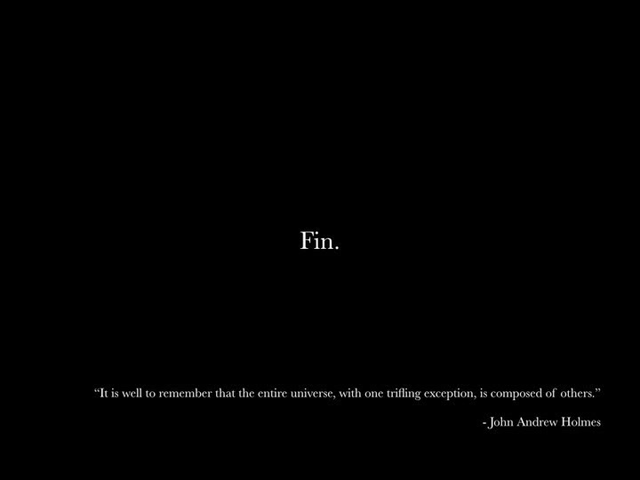 Fin.
“It is well to remember that the entire universe, with one trifling exception, is composed of others.”
- John Andrew Holmes